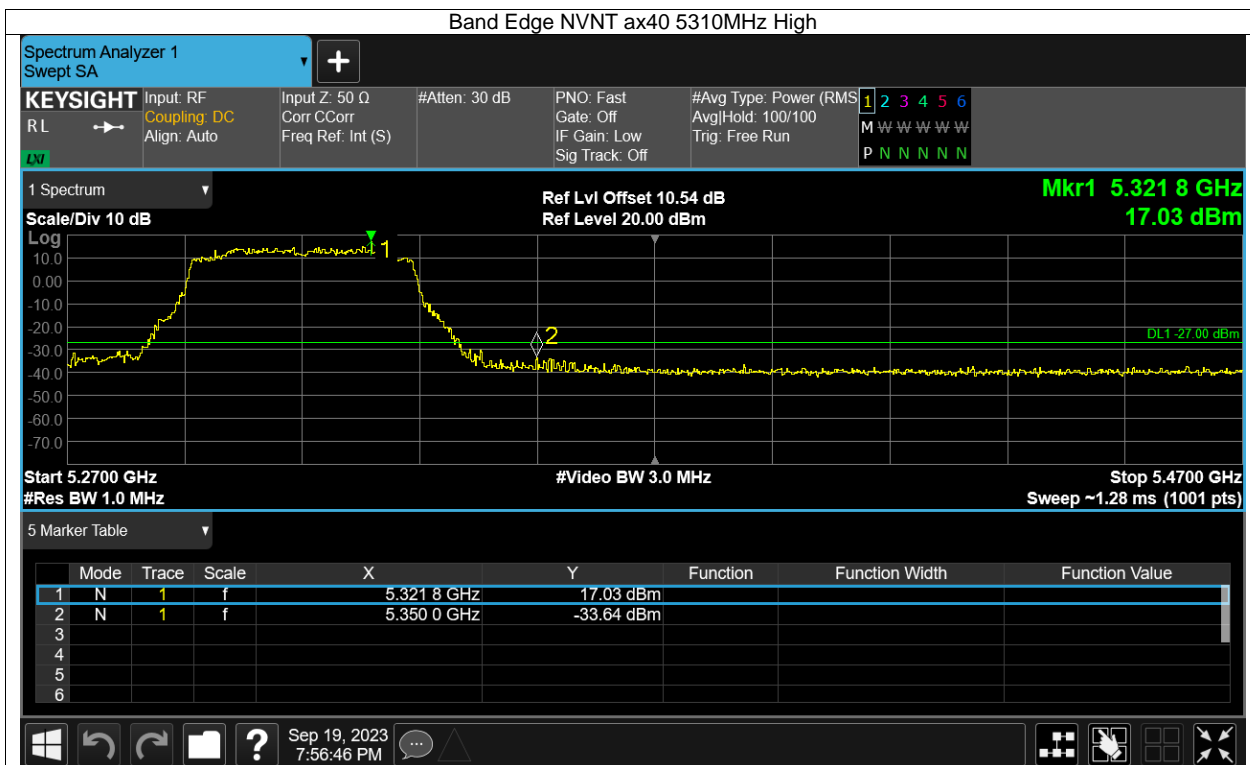 Band Edge NVNT ax40 5310MHz High
Spectrum Analyzer 1
Swept SA
KEYSIGHT Input: RF Input Z: 50 Ω #Atten: 30 dB PNO: Fast #Avg Type: Power (RMS 1 2 3 4 5 6
RL Coupling: DC Corr CCorr Gate: Off Avg|Hold: 100/100 M W W W W W
Align: Auto Freq Ref: Int (S) IF Gain: Low Trig: Free Run
LXI Sig Track: Off P N N N N N
1 Spectrum Ref Lvl Offset 10.54 dB Mkr1 5.321 8 GHz
Scale/Div 10 dB Ref Level 20.00 dBm 17.03 dBm
Log
1
10.0
0.00
-10.0
-20.0
2
DL1 -27.00 dBm
-30.0
-40.0
-50.0
-60.0
-70.0
Start 5.2700 GHz #Video BW 3.0 MHz Stop 5.4700 GHz
#Res BW 1.0 MHz Sweep ~1.28 ms (1001 pts)
5 Marker Table
Mode Trace Scale X Y Function Function Width Function Value
1 N 1 f 5.321 8 GHz 17.03 dBm
2 N 1 f 5.350 0 GHz -33.64 dBm
3
4
5
6
? Sep 19, 2023
7:56:46 PM